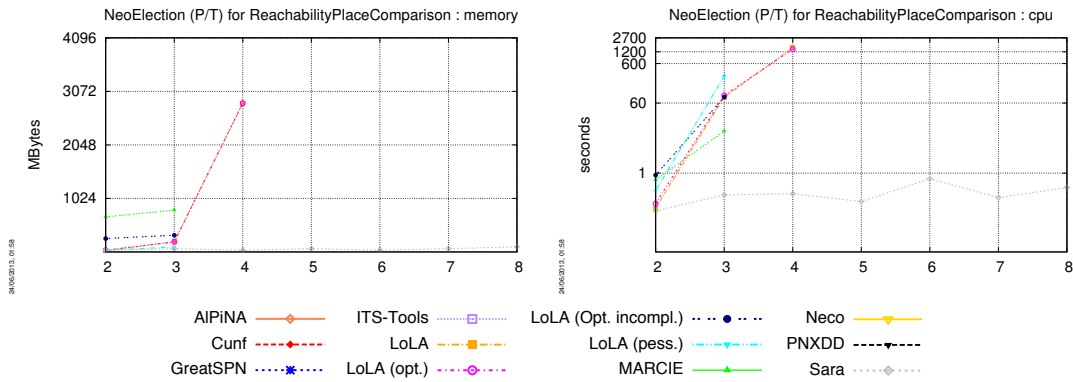 NeoElection (P/T) for ReachabilityPlaceComparison : memory
4096
3072
2048
1024
MBytes
2 3 4 5 6 7 8
24/06/2013, 01:58
NeoElection (P/T) for ReachabilityPlaceComparison : cpu
2700
1200
600
60
1
seconds
2 3 4 5 6 7 8
24/06/2013, 01:58
AlPiNA
Cunf
GreatSPN
ITS-Tools
LoLA
LoLA (opt.)
LoLA (Opt. incompl.)
LoLA (pess.)
MARCIE
Neco
PNXDD
Sara